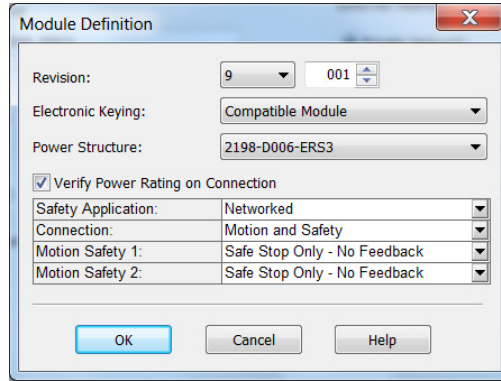 Module Definition
Revision: 9 001
Electronic Keying: Compatible Module
Power Structure: 2198-D006-ERS3
Verify Power Rating on Connection
Safety Application: Networked
Connection: Motion and Safety
Motion Safety 1: Safe Stop Only - No Feedback
Motion Safety 2: Safe Stop Only - No Feedback
OK Cancel Help